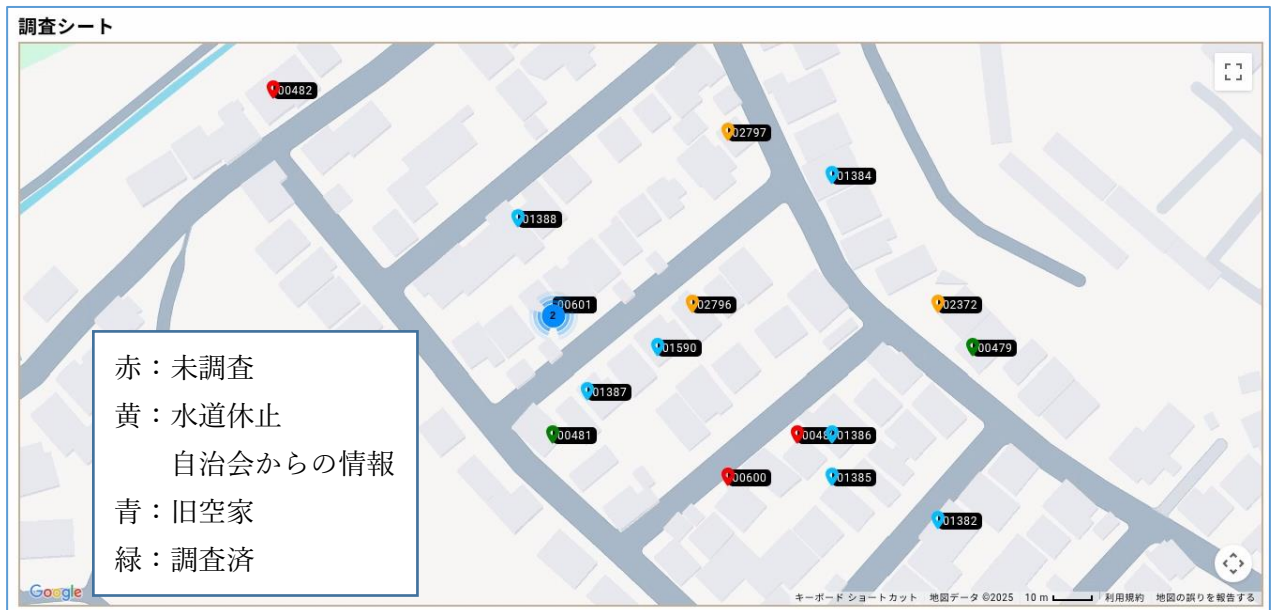 調査シート
00482
02797
01384
01388
00601
2
02796
02372
01590
00479
01387
00481
01386
00600
01385
01382
赤：未調査
黄：水道休止
自治会からの情報
青：旧空家
緑：調査済
Google
キーボード ショートカット 地図データ ©2025 10 m 利用規約 地図の誤りを報告する